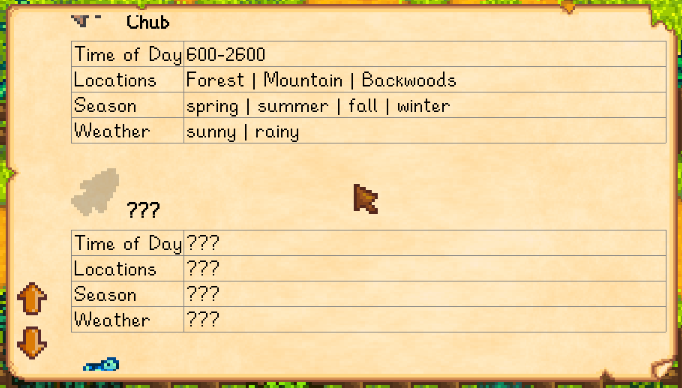 Chub
Time of Day 600-2600
Locations Forest | Mountain | Backwoods
Season spring | summer | fall | winter
Weather sunny | rainy
???
Time of Day ???
Locations ???
Season ???
Weather ???